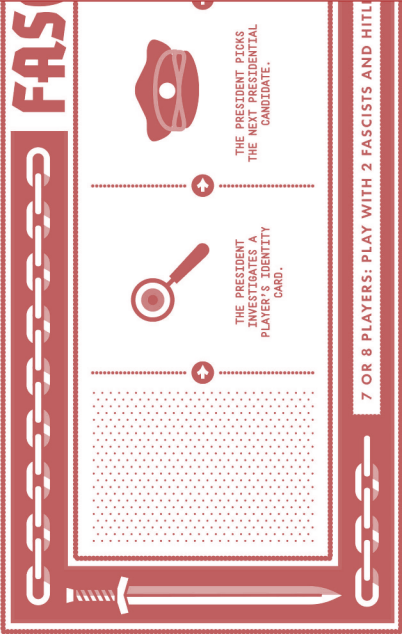 FASC
THE PRESIDENT
INVESTIGATES A
PLAYER'S IDENTITY
CARD.
THE PRESIDENT PICKS
THE NEXT PRESIDENTIAL
CANDIDATE.
7 OR 8 PLAYERS: PLAY WITH 2 FASCISTS AND HITL